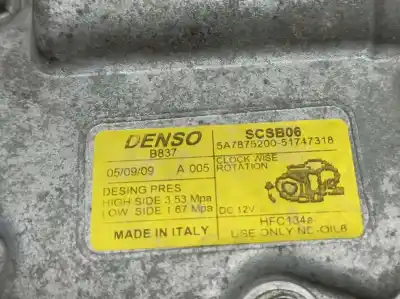 DENSO
B837
SCSB06
5A7875200-51747318
05/09/09 A 005
CLOCK WISE
ROTATION
DESING PRES
HIGH SIDE 3,53 Mpa
LOW SIDE 1,67 Mpa
DC 12V
HFC134a
MADE IN ITALY
USE ONLY ND-OIL8